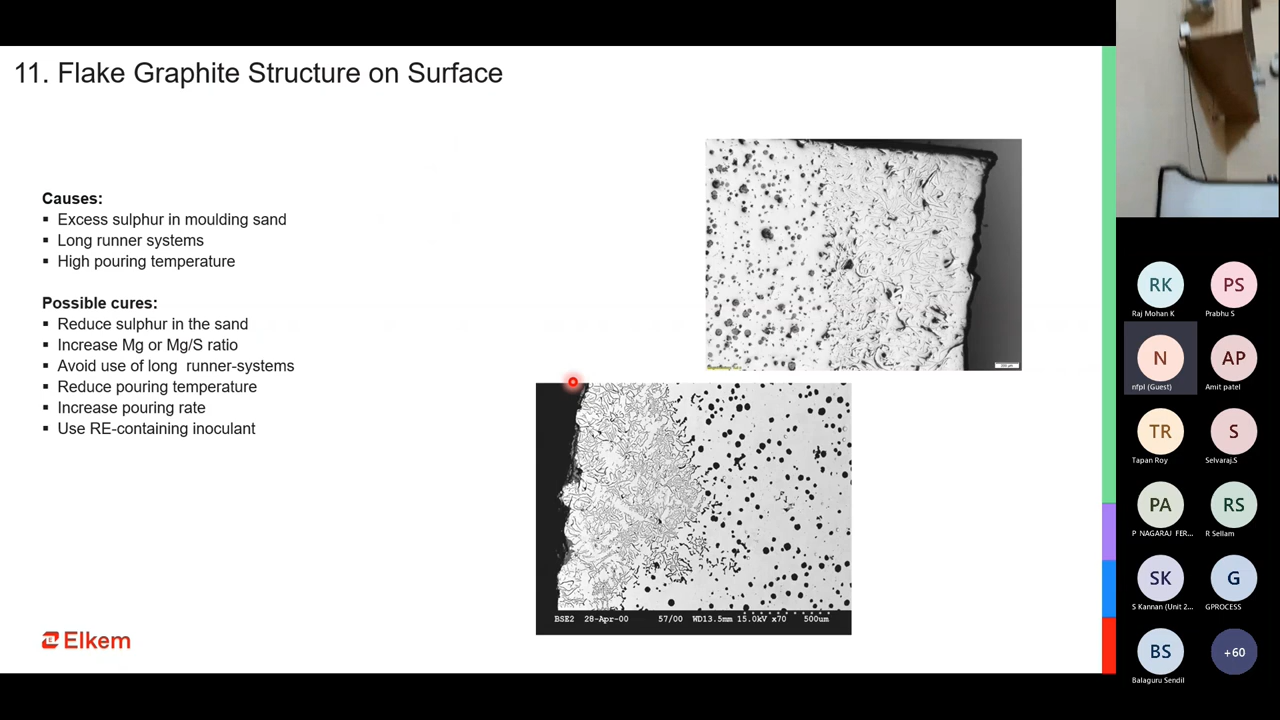 11. Flake Graphite Structure on Surface
Causes:
▪ Excess sulphur in moulding sand
▪ Long runner systems
▪ High pouring temperature
Possible cures:
▪ Reduce sulphur in the sand
▪ Increase Mg or Mg/S ratio
▪ Avoid use of long runner-systems
▪ Reduce pouring temperature
▪ Increase pouring rate
▪ Use RE-containing inoculant
BSE2 28-Apr-00 57/00 WD13.5mm 15.0kV x70 500um
Elkem
RK PS
Raj Mohan K Prabhu S
N AP
nfpl (Guest) Amit patel
TR S
Tapan Roy Selvaraj.S
PA RS
P NAGARAJ FER... R Sellam
SK G
S Kannan (Unit 2... GPROCESS
BS +60
Balaguru Sendil